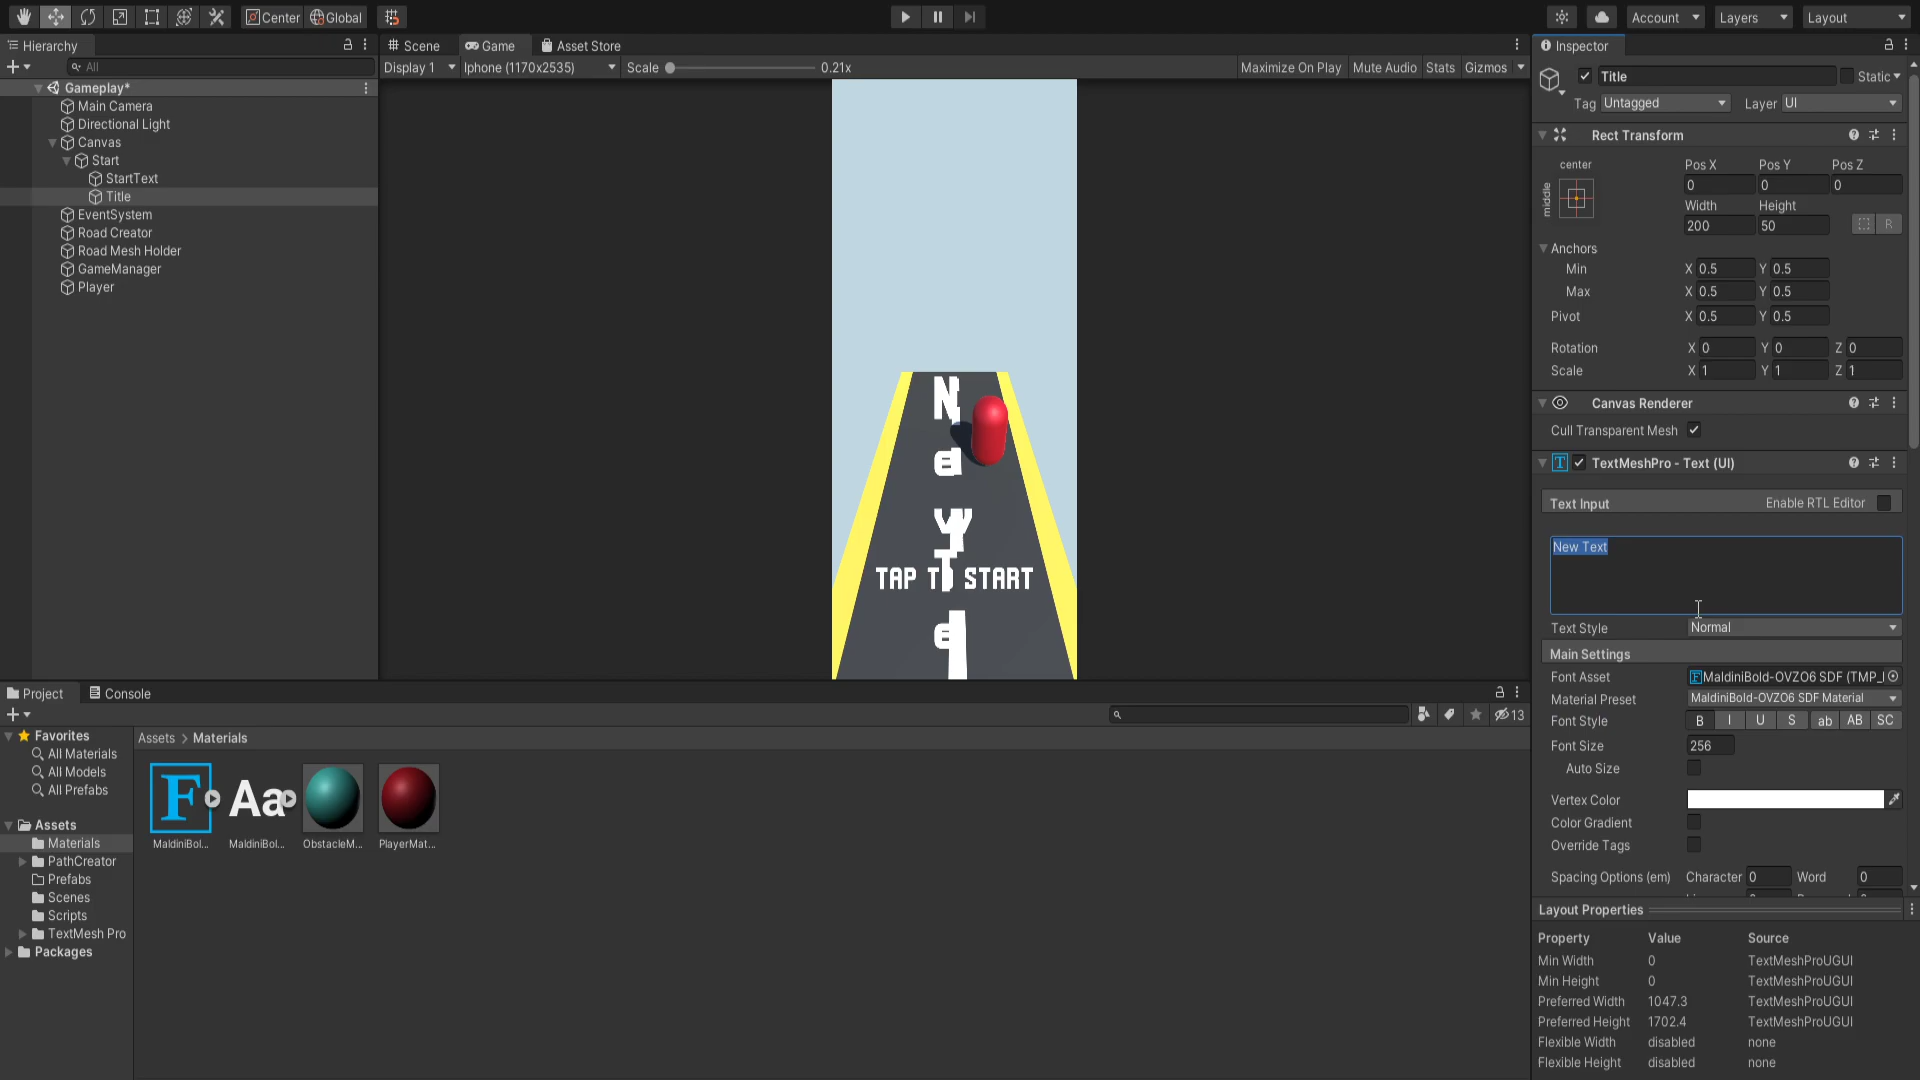 Center
Global
Account
Layers
Layout
Hierarchy
All
Gameplay*
Main Camera
Directional Light
Canvas
Start
StartText
Title
EventSystem
Road Creator
Road Mesh Holder
GameManager
Player
Scene
Game
Asset Store
Display 1
Iphone (1170x2535)
Scale
0.21x
Maximize On Play
Mute Audio
Stats
Gizmos
TAP TO START
Inspector
Title
Static
Tag Untagged
Layer UI
Rect Transform
center
middle
Pos X
Pos Y
Pos Z
0
0
0
Width
Height
200
50
R
Anchors
Min X 0.5 Y 0.5
Max X 0.5 Y 0.5
Pivot X 0.5 Y 0.5
Rotation X 0 Y 0 Z 0
Scale X 1 Y 1 Z 1
Canvas Renderer
Cull Transparent Mesh
TextMeshPro - Text (UI)
Text Input
Enable RTL Editor
New Text
Text Style Normal
Main Settings
Font Asset MaldiniBold-OVZO6 SDF (TMP_
Material Preset MaldiniBold-OVZO6 SDF Material
Font Style B I U S ab AB SC
Font Size 256
Auto Size
Vertex Color
Color Gradient
Override Tags
Spacing Options (em) Character 0 Word 0
Layout Properties
Property Value Source
Min Width 0 TextMeshProUGUI
Min Height 0 TextMeshProUGUI
Preferred Width 1047.3 TextMeshProUGUI
Preferred Height 1702.4 TextMeshProUGUI
Flexible Width disabled none
Flexible Height disabled none
Project
Console
13
Favorites
All Materials
All Models
All Prefabs
Assets
Materials
PathCreator
Prefabs
Scenes
Scripts
TextMesh Pro
Packages
Assets > Materials
F
Aa
MaldiniBol...
MaldiniBol...
ObstacleM...
PlayerMat...